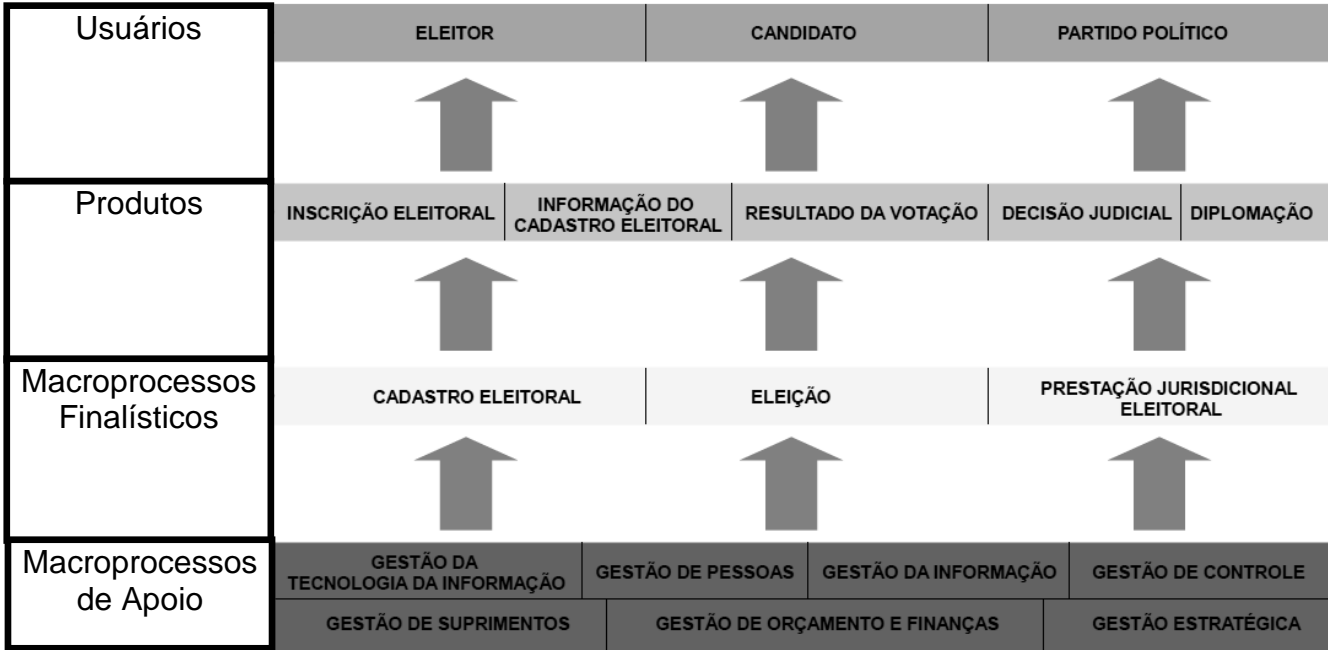 Usuários
ELEITOR
CANDIDATO
PARTIDO POLÍTICO
Produtos
INSCRIÇÃO ELEITORAL
INFORMAÇÃO DO
CADASTRO ELEITORAL
RESULTADO DA VOTAÇÃO
DECISÃO JUDICIAL
DIPLOMAÇÃO
Macroprocessos
Finalísticos
CADASTRO ELEITORAL
ELEIÇÃO
PRESTAÇÃO JURISDICIONAL
ELEITORAL
Macroprocessos
de Apoio
GESTÃO DA
TECNOLOGIA DA INFORMAÇÃO
GESTÃO DE PESSOAS
GESTÃO DA INFORMAÇÃO
GESTÃO DE CONTROLE
GESTÃO DE SUPRIMENTOS
GESTÃO DE ORÇAMENTO E FINANÇAS
GESTÃO ESTRATÉGICA